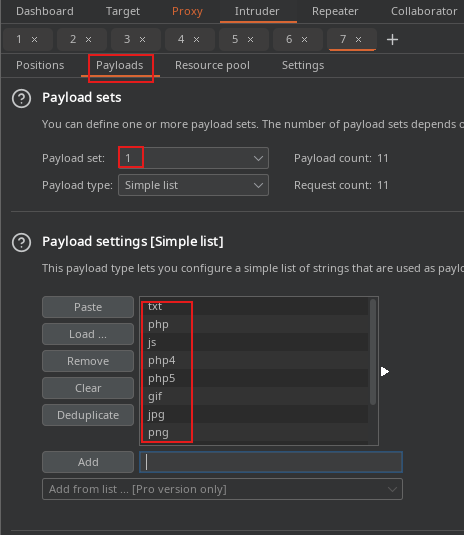 Dashboard Target Proxy Intruder Repeater Collaborator
1 × 2 × 3 × 4 × 5 × 6 × 7 × +
Positions Payloads Resource pool Settings
? Payload sets
You can define one or more payload sets. The number of payload sets depends o
Payload set: 1 Payload count: 11
Payload type: Simple list Request count: 11
? Payload settings [Simple list]
This payload type lets you configure a simple list of strings that are used as paylo
Paste txt
php
Load ... js
Remove php4
php5
Clear gif
Deduplicate jpg
png
Add
Add from list ... [Pro version only]